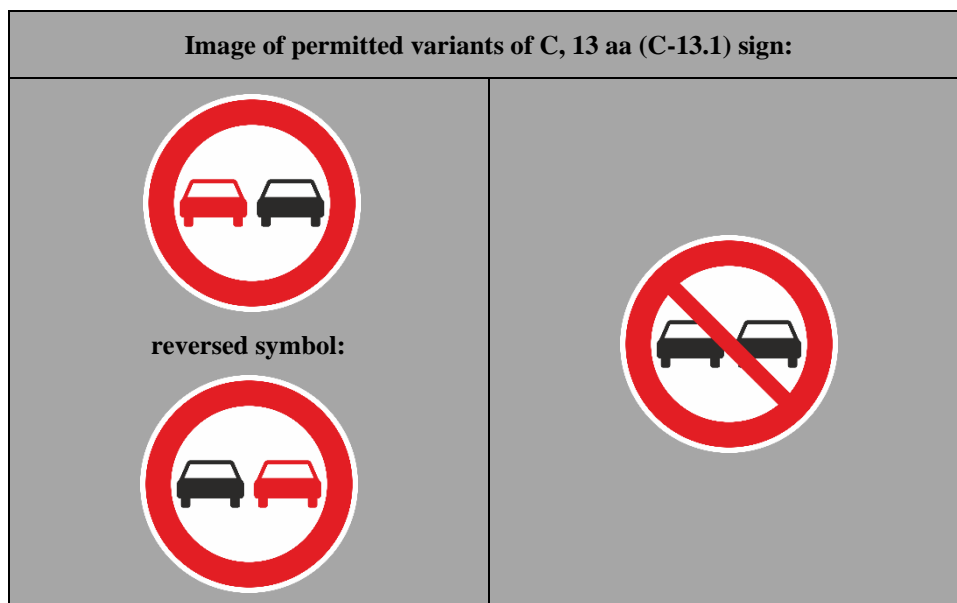 Image of permitted variants of C, 13 aa (C-13.1) sign:
reversed symbol: